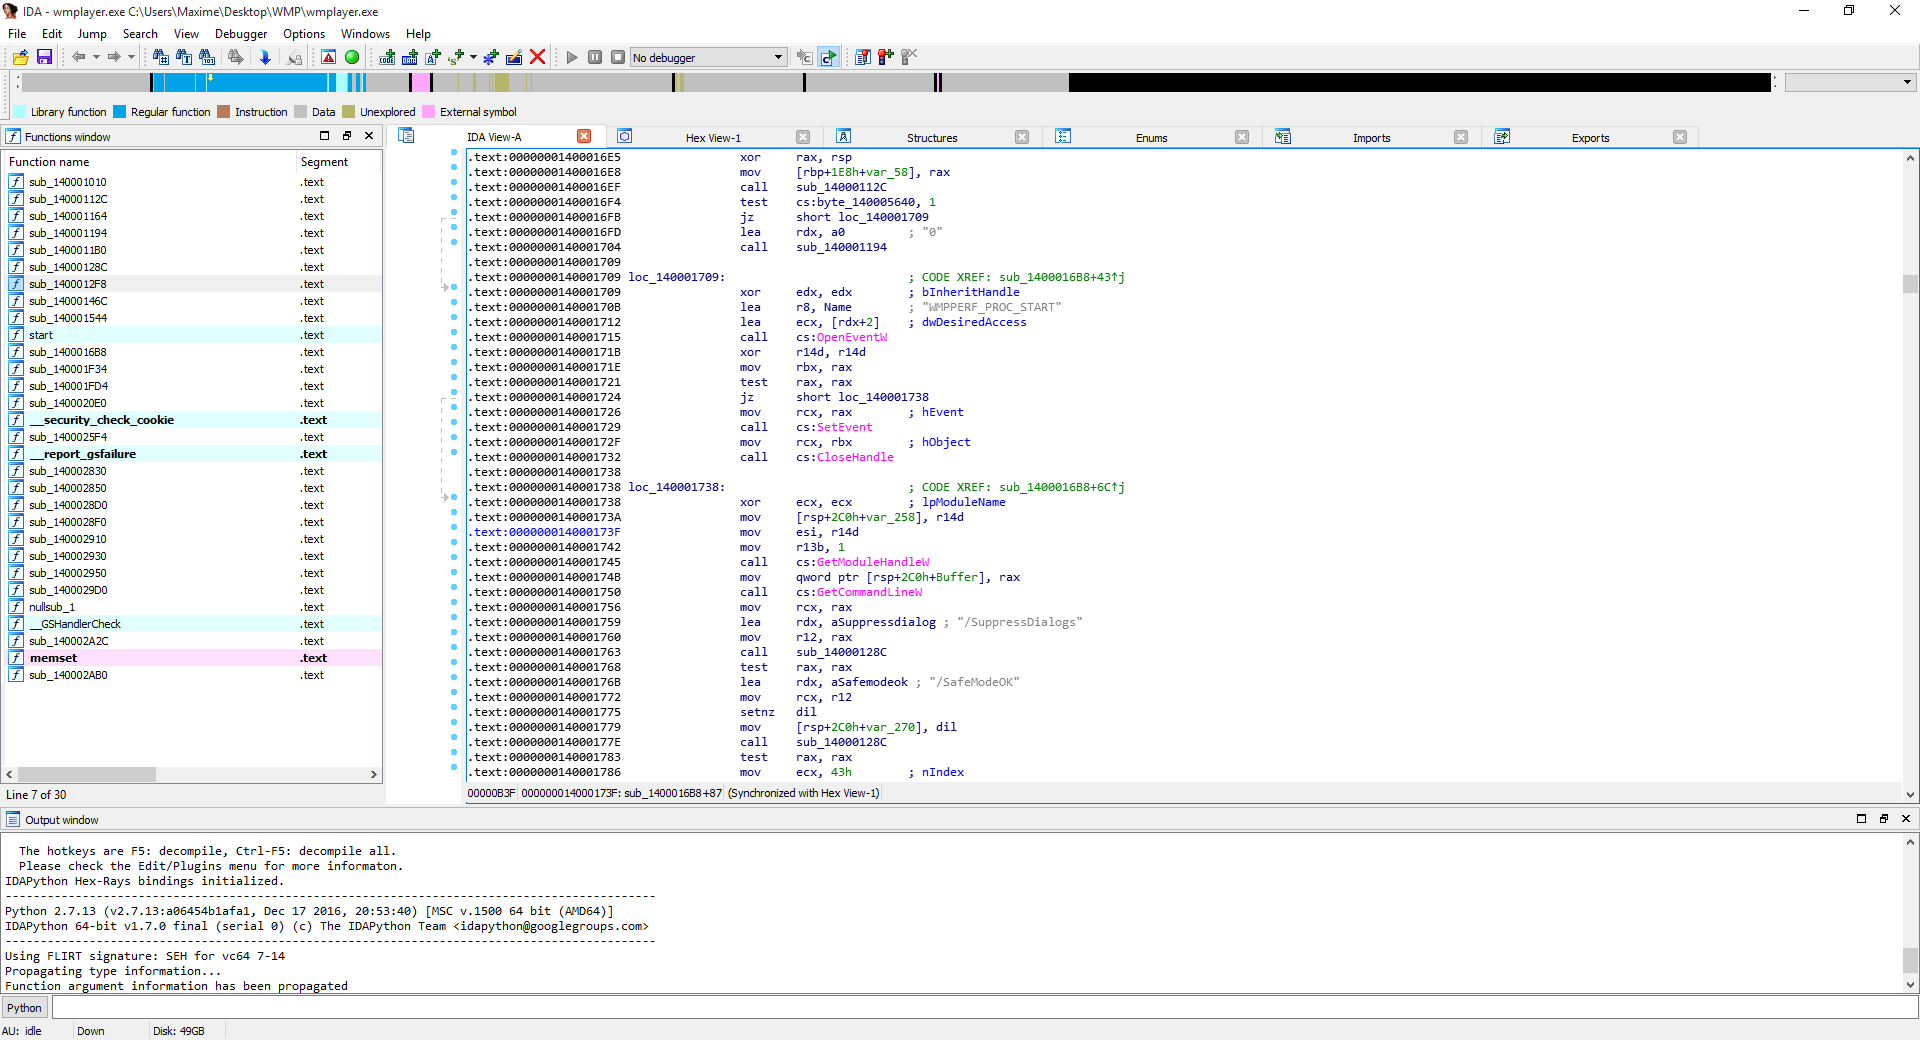 IDA - wmplayer.exe C:\Users\Maxime\Desktop\WMP\wmplayer.exe
File Edit Jump Search View Debugger Options Windows Help
No debugger
Library function Regular function Instruction Data Unexplored External symbol
Functions window
Function name Segment
sub_140001010 .text
sub_14000112C .text
sub_140001164 .text
sub_140001194 .text
sub_1400011B0 .text
sub_14000128C .text
sub_1400012F8 .text
sub_14000146C .text
sub_140001544 .text
start .text
sub_1400016B8 .text
sub_140001F34 .text
sub_140001FD4 .text
sub_1400020E0 .text
__security_check_cookie .text
sub_1400025F4 .text
__report_gsfailure .text
sub_140002830 .text
sub_140002850 .text
sub_1400028D0 .text
sub_1400028F0 .text
sub_140002910 .text
sub_140002930 .text
sub_140002950 .text
sub_1400029D0 .text
nullsub_1 .text
__GSHandlerCheck .text
sub_140002A2C .text
memset .text
sub_140002AB0 .text
Line 7 of 30
IDA View-A Hex View-1 Structures Enums Imports Exports
.text:00000001400016E5 xor rax, rsp
.text:00000001400016E8 mov [rbp+1E8h+var_58], rax
.text:00000001400016EF call sub_14000112C
.text:00000001400016F4 test cs:byte_140005640, 1
.text:00000001400016FB jz short loc_140001709
.text:00000001400016FD lea rdx, a0 ; "0"
.text:0000000140001704 call sub_140001194
.text:0000000140001709
.text:0000000140001709 loc_140001709: ; CODE XREF: sub_1400016B8+43↑j
.text:0000000140001709 xor edx, edx ; bInheritHandle
.text:000000014000170B lea r8, Name ; "WMPPERF_PROC_START"
.text:0000000140001712 lea ecx, [rdx+2] ; dwDesiredAccess
.text:0000000140001715 call cs:OpenEventW
.text:000000014000171B xor r14d, r14d
.text:000000014000171E mov rbx, rax
.text:0000000140001721 test rax, rax
.text:0000000140001724 jz short loc_140001738
.text:0000000140001726 mov rcx, rax ; hEvent
.text:0000000140001729 call cs:SetEvent
.text:000000014000172F mov rcx, rbx ; hObject
.text:0000000140001732 call cs:CloseHandle
.text:0000000140001738
.text:0000000140001738 loc_140001738: ; CODE XREF: sub_1400016B8+6C↑j
.text:0000000140001738 xor ecx, ecx ; lpModuleName
.text:000000014000173A mov [rsp+2C0h+var_258], r14d
.text:000000014000173F mov esi, r14d
.text:0000000140001742 mov r13b, 1
.text:0000000140001745 call cs:GetModuleHandleW
.text:000000014000174B mov qword ptr [rsp+2C0h+Buffer], rax
.text:0000000140001750 call cs:GetCommandLineW
.text:0000000140001756 mov rcx, rax
.text:0000000140001759 lea rdx, aSuppressdialog ; "/SuppressDialogs"
.text:0000000140001760 mov r12, rax
.text:0000000140001763 call sub_14000128C
.text:0000000140001768 test rax, rax
.text:000000014000176B lea rdx, aSafemodeok ; "/SafeModeOK"
.text:0000000140001772 mov rcx, r12
.text:0000000140001775 setnz dil
.text:0000000140001779 mov [rsp+2C0h+var_270], dil
.text:000000014000177E call sub_14000128C
.text:0000000140001783 test rax, rax
.text:0000000140001786 mov ecx, 43h ; nIndex
00000B3F 000000014000173F: sub_1400016B8+87 (Synchronized with Hex View-1)
Output window
The hotkeys are F5: decompile, Ctrl-F5: decompile all.
Please check the Edit/Plugins menu for more informaton.
IDAPython Hex-Rays bindings initialized.
---------------------------------------------------------------------------------------------
Python 2.7.13 (v2.7.13:a06454b1afa1, Dec 17 2016, 20:53:40) [MSC v.1500 64 bit (AMD64)]
IDAPython 64-bit v1.7.0 final (serial 0) (c) The IDAPython Team <idapython@googlegroups.com>
---------------------------------------------------------------------------------------------
Using FLIRT signature: SEH for vc64 7-14
Propagating type information...
Function argument information has been propagated
Python
AU: idle Down Disk: 49GB